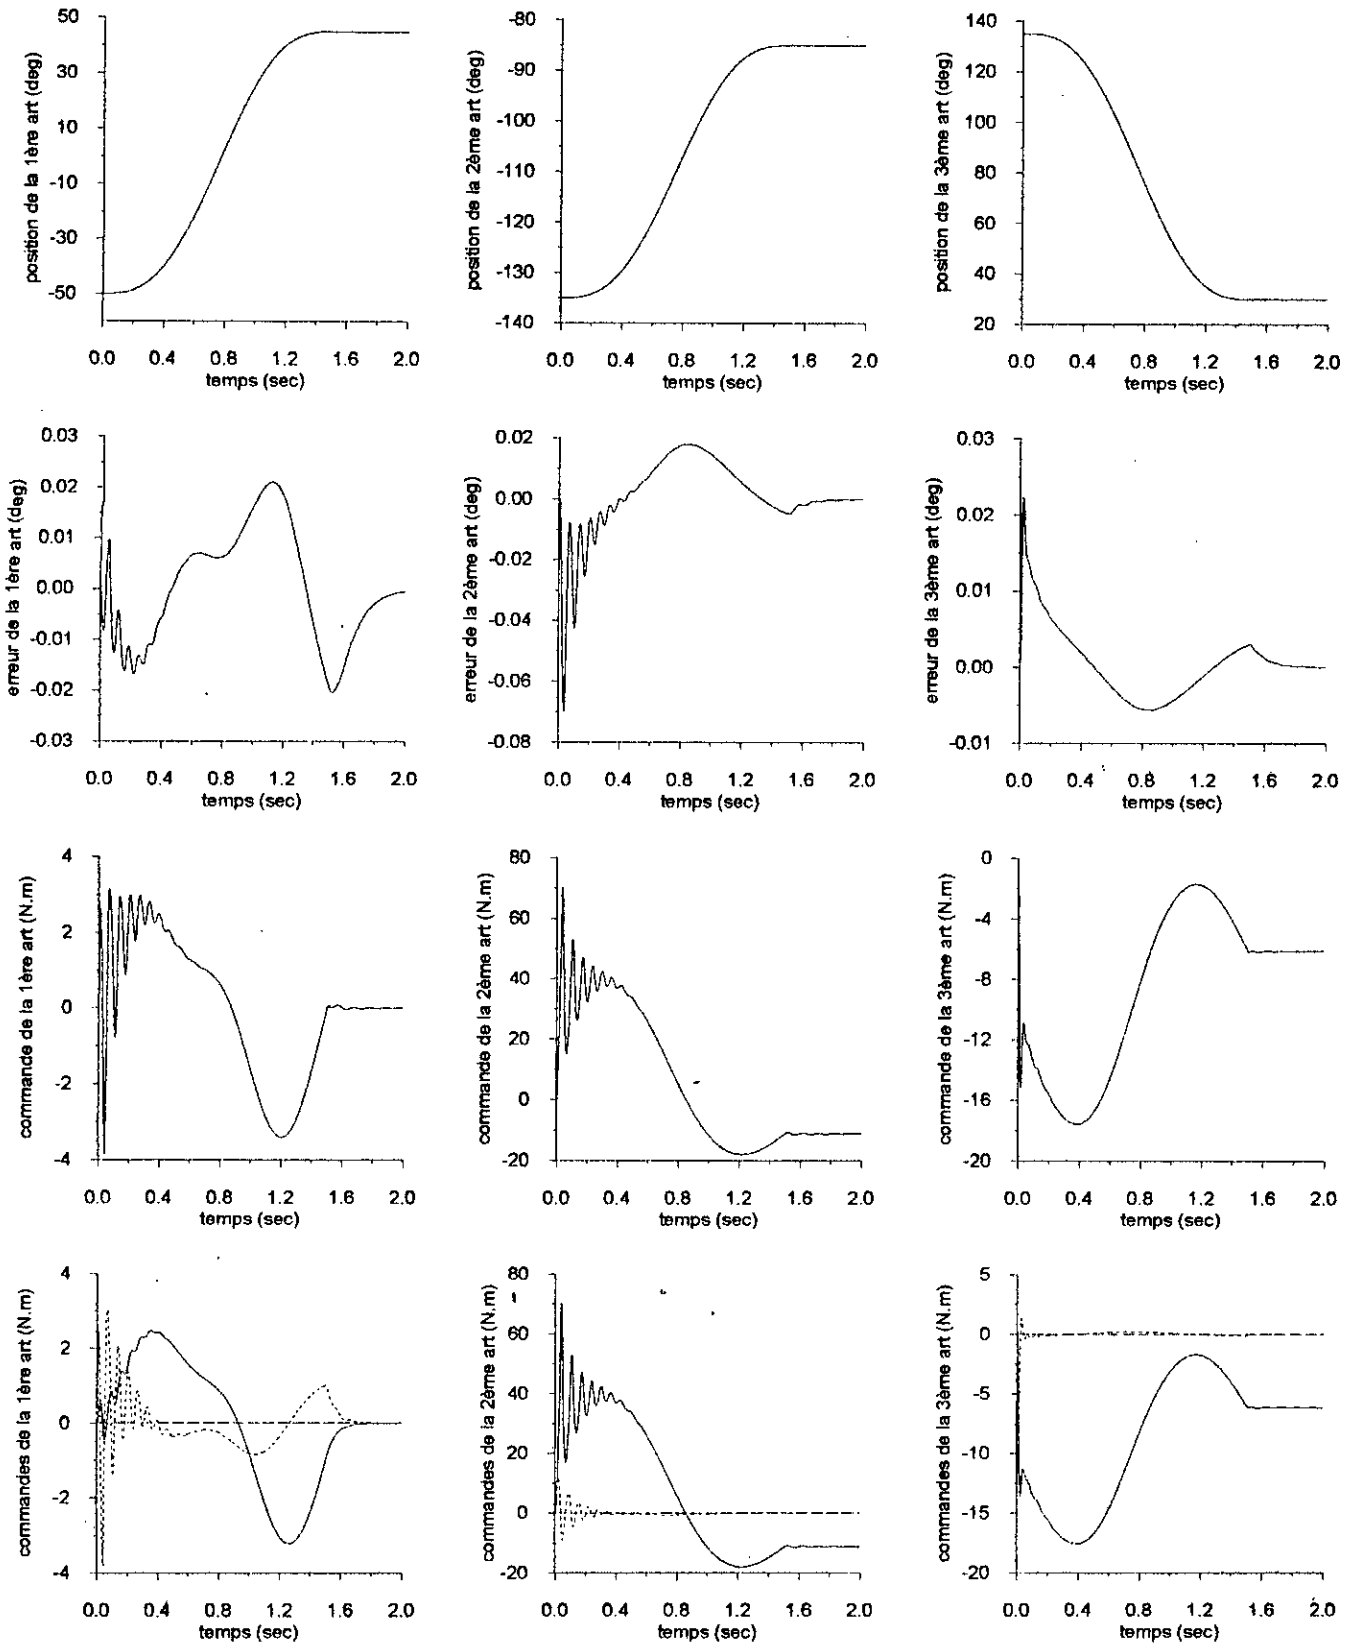 position de la 1ère art (deg)
50
30
10
-10
-30
-50
0.0 0.4 0.8 1.2 1.6 2.0
temps (sec)
position de la 2ème art (deg)
-80
-90
-100
-110
-120
-130
-140
0.0 0.4 0.8 1.2 1.6 2.0
temps (sec)
position de la 3ème art (deg)
140
120
100
80
60
40
20
0.0 0.4 0.8 1.2 1.6 2.0
temps (sec)
erreur de la 1ère art (deg)
0.03
0.02
0.01
0.00
-0.01
-0.02
-0.03
0.0 0.4 0.8 1.2 1.6 2.0
temps (sec)
erreur de la 2ème art (deg)
0.02
0.00
-0.02
-0.04
-0.06
-0.08
0.0 0.4 0.8 1.2 1.6 2.0
temps (sec)
erreur de la 3ème art (deg)
0.03
0.02
0.01
0.00
-0.01
0.0 0.4 0.8 1.2 1.6 2.0
temps (sec)
commande de la 1ère art (N.m)
4
2
0
-2
-4
0.0 0.4 0.8 1.2 1.6 2.0
temps (sec)
commande de la 2ème art (N.m)
80
60
40
20
0
-20
0.0 0.4 0.8 1.2 1.6 2.0
temps (sec)
commande de la 3ème art (N.m)
0
-4
-8
-12
-16
-20
0.0 0.4 0.8 1.2 1.6 2.0
temps (sec)
commandes de la 1ère art (N.m)
4
2
0
-2
-4
0.0 0.4 0.8 1.2 1.6 2.0
temps (sec)
commandes de la 2ème art (N.m)
80
60
40
20
0
-20
0.0 0.4 0.8 1.2 1.6 2.0
temps (sec)
commandes de la 3ème art (N.m)
5
0
-5
-10
-15
-20
0.0 0.4 0.8 1.2 1.6 2.0
temps (sec)